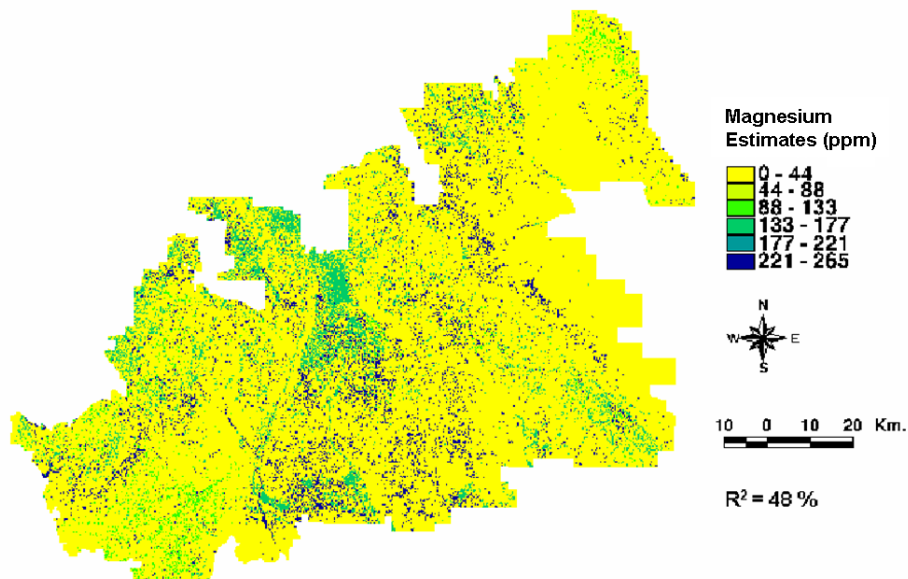 Magnesium
Estimates (ppm)
0 - 44
44 - 88
88 - 133
133 - 177
177 - 221
221 - 265
N
W E
S
10 0 10 20 Km.
R² = 48 %